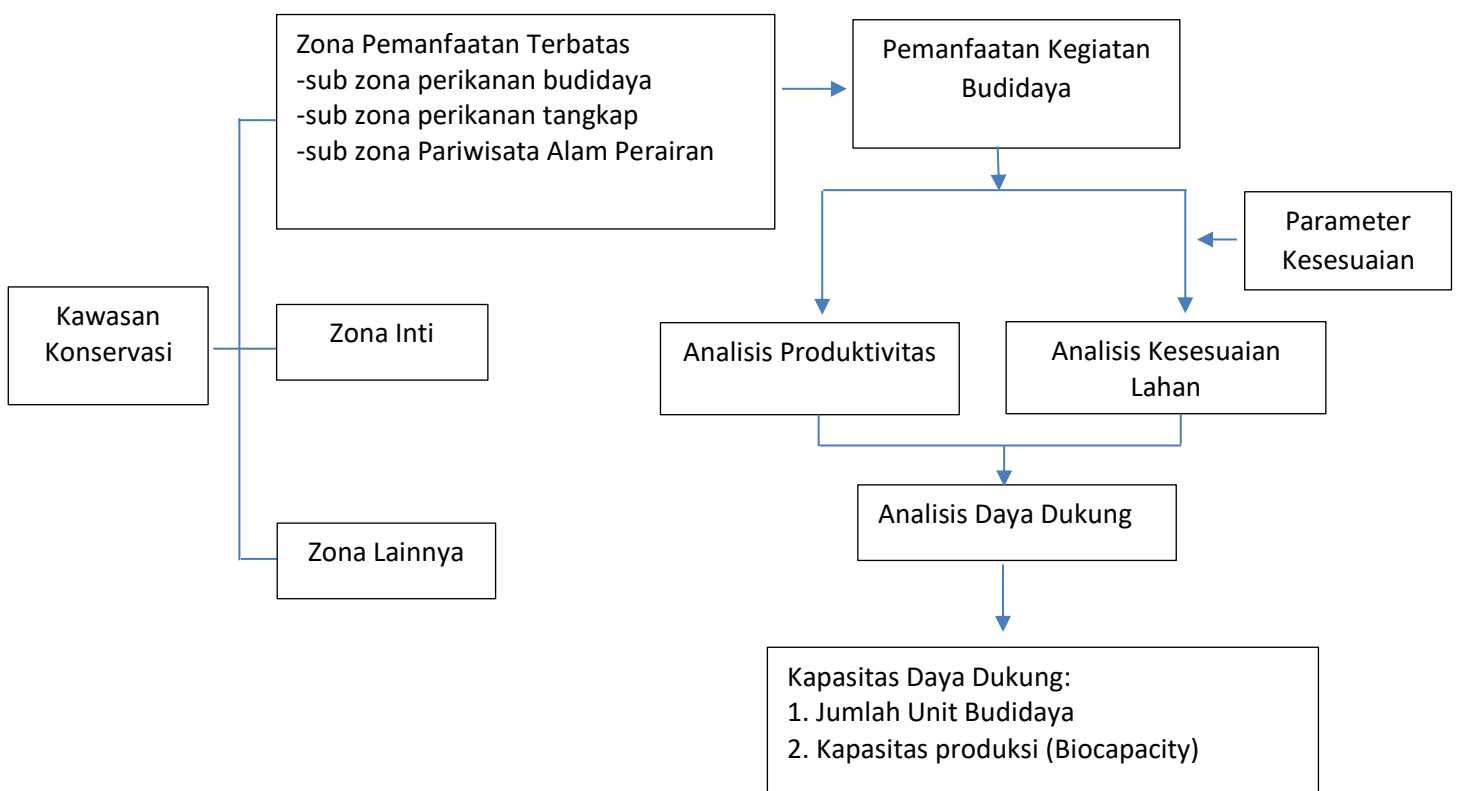 Zona Pemanfaatan Terbatas
-sub zona perikanan budidaya
-sub zona perikanan tangkap
-sub zona Pariwisata Alam Perairan
Pemanfaatan Kegiatan
Budidaya
Parameter
Kesesuaian
Kawasan
Konservasi
Zona Inti
Analisis Produktivitas
Analisis Kesesuaian
Lahan
Analisis Daya Dukung
Zona Lainnya
Kapasitas Daya Dukung:
1. Jumlah Unit Budidaya
2. Kapasitas produksi (Biocapacity)